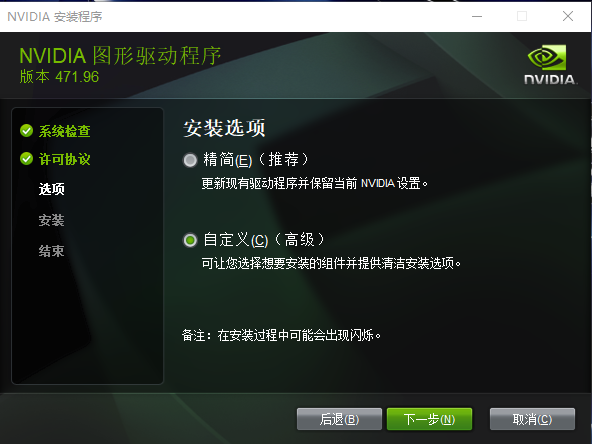 NVIDIA 安装程序
NVIDIA 图形驱动程序
版本 471.96
NVIDIA.
系统检查
许可协议
选项
安装
结束
安装选项
精简(E)（推荐）
更新现有驱动程序并保留当前 NVIDIA 设置。
自定义(C)（高级）
可让您选择想要安装的组件并提供清洁安装选项。
备注：在安装过程中可能会出现闪烁。
后退(B)
下一步(N)
取消(C)